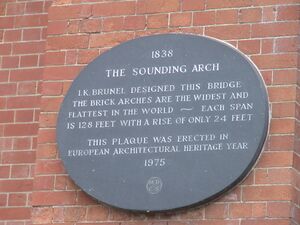 1838
THE SOUNDING ARCH
I.K. BRUNEL DESIGNED THIS BRIDGE
THE BRICK ARCHES ARE THE WIDEST AND
FLATTEST IN THE WORLD ~ EACH SPAN
IS 128 FEET WITH A RISE OF ONLY 24 FEET
THIS PLAQUE WAS ERECTED IN
EUROPEAN ARCHITECTURAL HERITAGE YEAR
1975